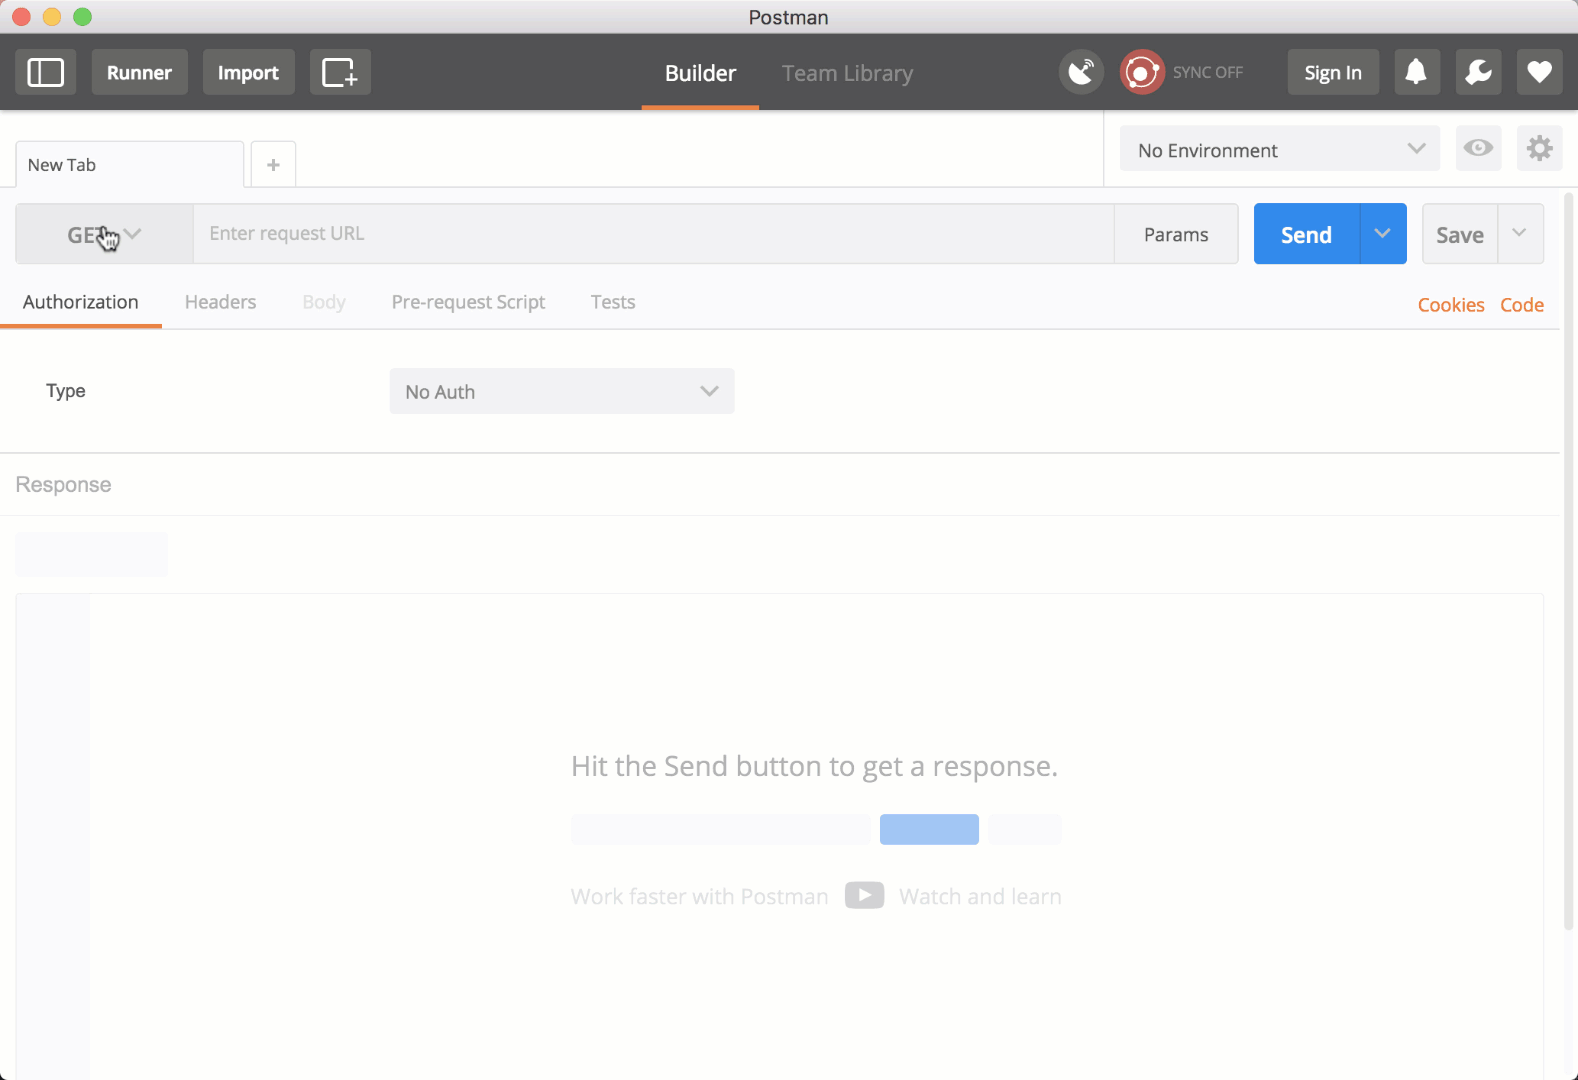 Postman
Runner Import Builder Team Library SYNC OFF Sign In
New Tab + No Environment
GET Enter request URL Params Send Save
Authorization Headers Body Pre-request Script Tests Cookies Code
Type No Auth
Response
Hit the Send button to get a response.
Work faster with Postman Watch and learn